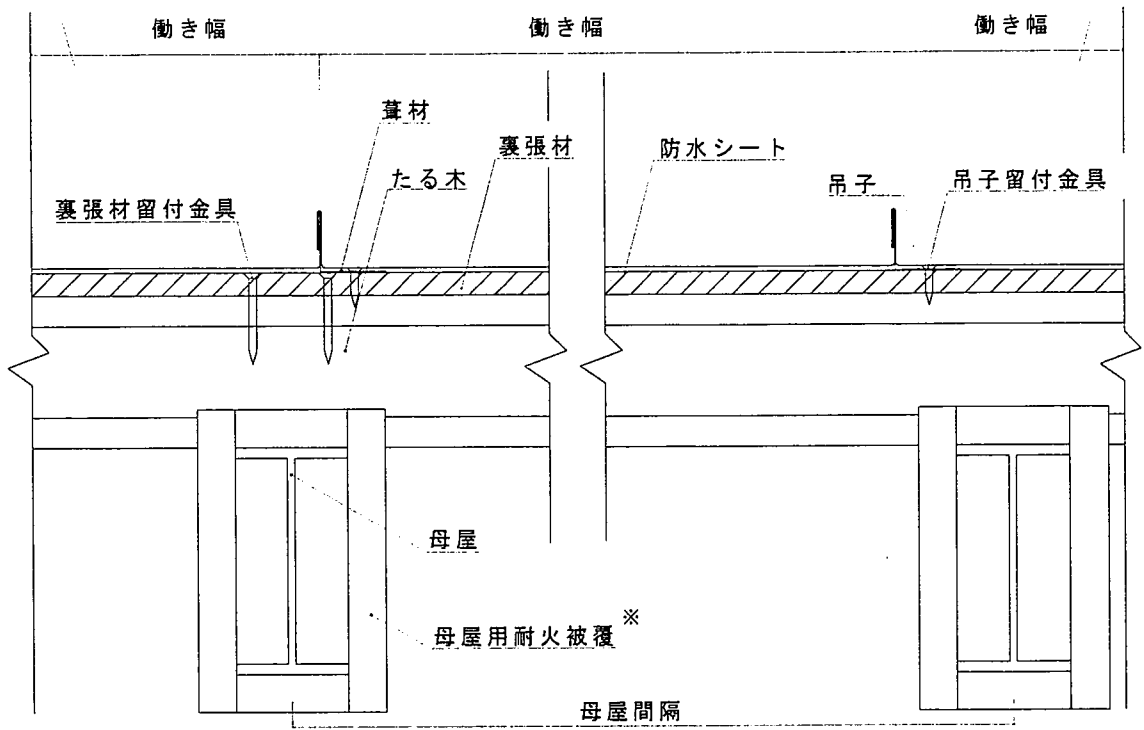 働き幅
働き幅
働き幅
葺材
裏張材
防水シート
たる木
吊子
吊子留付金具
裏張材留付金具
母屋
母屋用耐火被覆※
母屋間隔